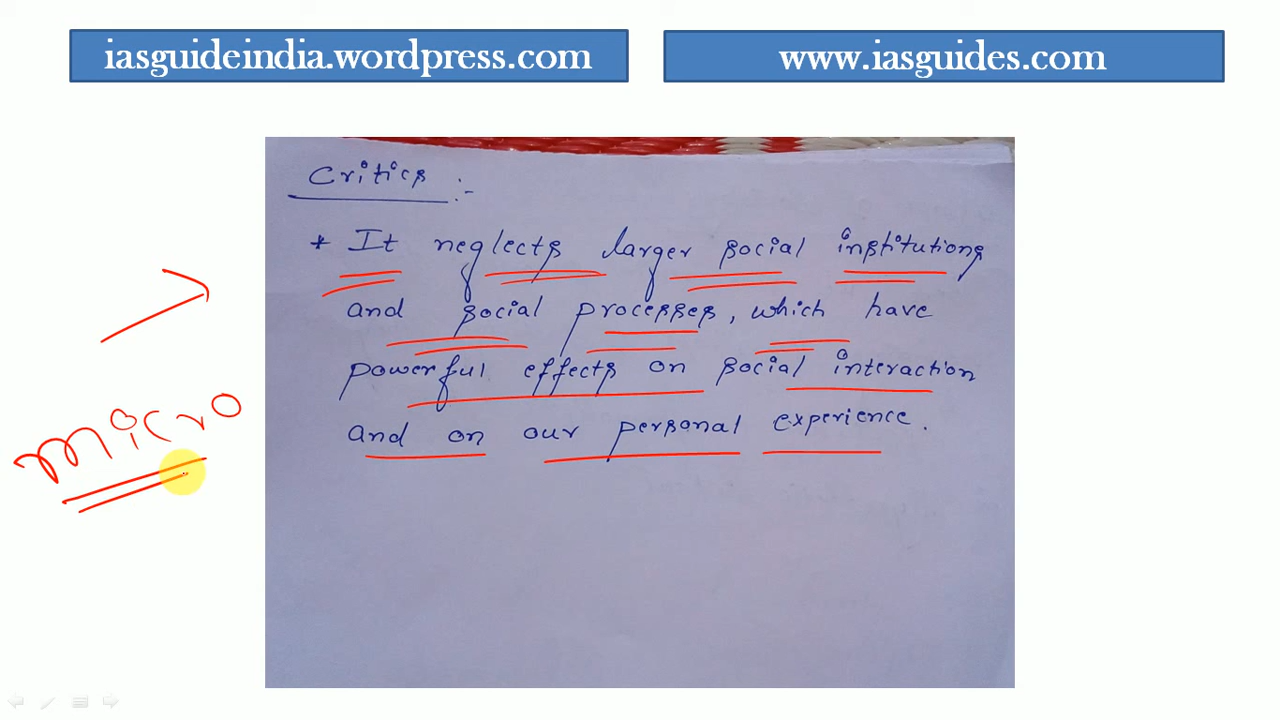 iasguideindia.wordpress.com
www.iasguides.com
Critics :-
* It neglects larger social institutions
and social processes, which have
powerful effects on social interaction
and on our personal experience.
micro